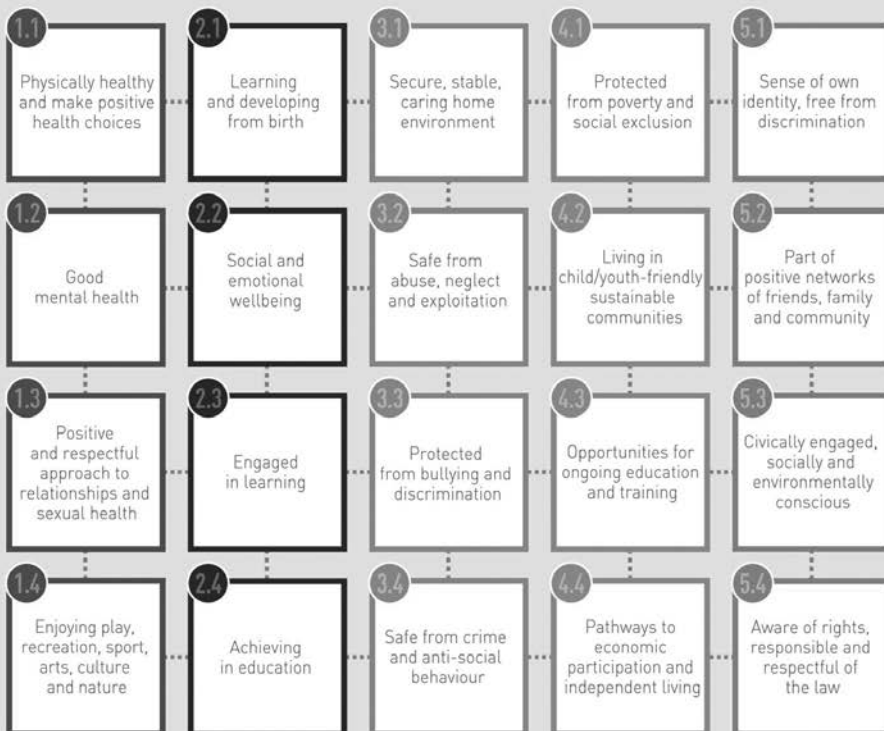 1.1
Physically healthy
and make positive
health choices
2.1
Learning
and developing
from birth
3.1
Secure, stable,
caring home
environment
4.1
Protected
from poverty and
social exclusion
5.1
Sense of own
identity, free from
discrimination
1.2
Good
mental health
2.2
Social and
emotional
wellbeing
3.2
Safe from
abuse, neglect
and exploitation
4.2
Living in
child/youth-friendly
sustainable
communities
5.2
Part of
positive networks
of friends, family
and community
1.3
Positive
and respectful
approach to
relationships and
sexual health
2.3
Engaged
in learning
3.3
Protected
from bullying and
discrimination
4.3
Opportunities for
ongoing education
and training
5.3
Civically engaged,
socially and
environmentally
conscious
1.4
Enjoying play,
recreation, sport,
arts, culture
and nature
2.4
Achieving
in education
3.4
Safe from crime
and anti-social
behaviour
4.4
Pathways to
economic
participation and
independent living
5.4
Aware of rights,
responsible and
respectful of
the law